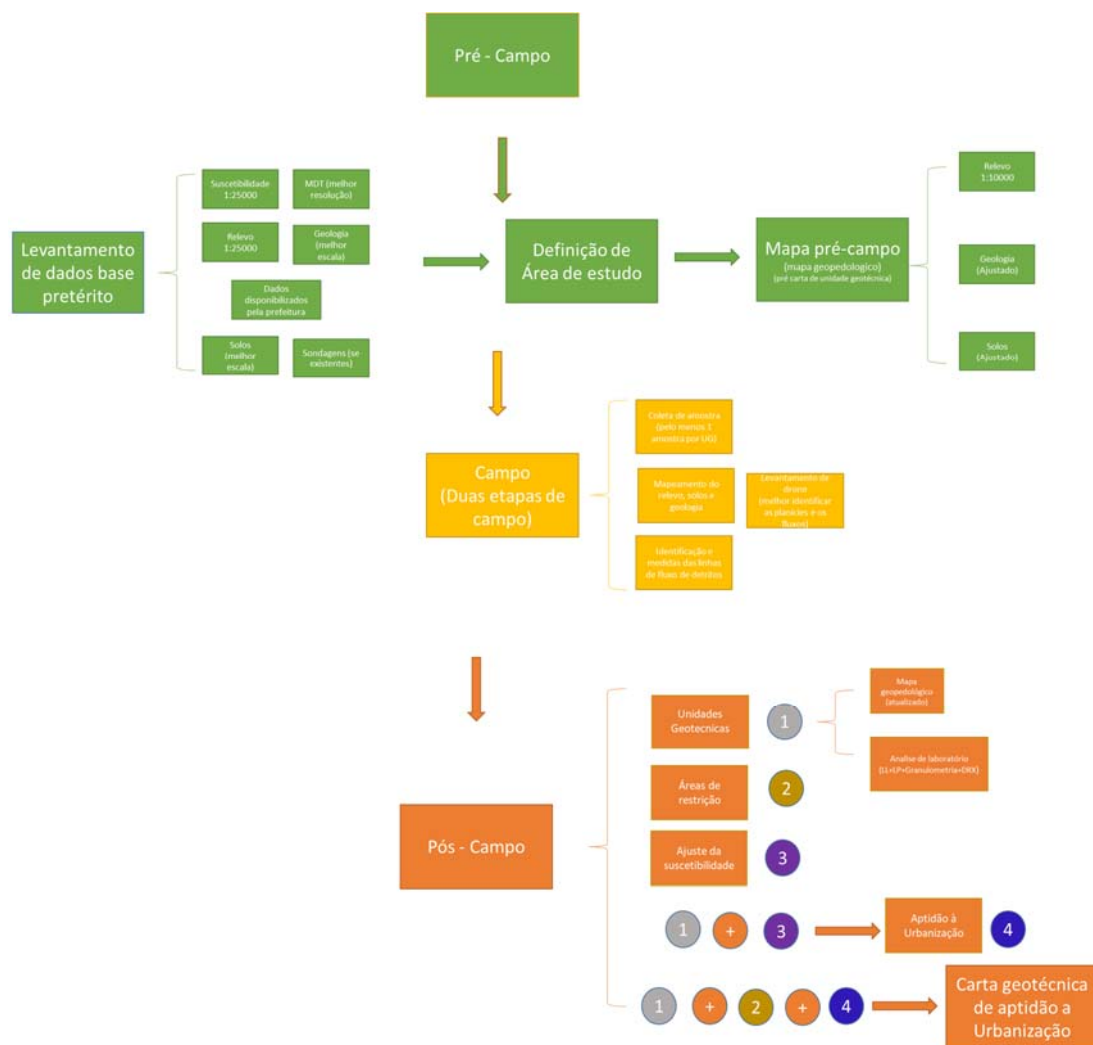 Pré - Campo
Levantamento
de dados base
pretérito
Suscetibilidade
1:25000
MDT (melhor
resolução)
Relevo
1:25000
Geologia
(melhor
escala)
Dados
disponibilizados
pela prefeitura
Solos
(melhor
escala)
Sondagens (se
existentes)
Definição de
Área de estudo
Mapa pré-campo
(mapa geopedologico)
(pré carta de unidade geotécnica)
Relevo
1:10000
Geologia
(Ajustado)
Solos
(Ajustado)
Campo
(Duas etapas de
campo)
Coleta de amostra
(pelo menos 1
amostra por UG)
Mapeamento do
relevo, solos e
geologia
Levantamento de
drone
(melhor identificar
as planícies e os
fluxos)
Identificação e
medidas das linhas
de fluxo de detritos
Pós - Campo
Unidades
Geotecnicas
1
Mapa
geopedológico
(atualizado)
Analise de laboratório
(LL+LP+Granulometria+DRX)
Áreas de
restrição
2
Ajuste da
suscetibilidade
3
1 + 3
Aptidão à
Urbanização
4
1 + 2 + 4
Carta geotécnica
de aptidão a
Urbanização